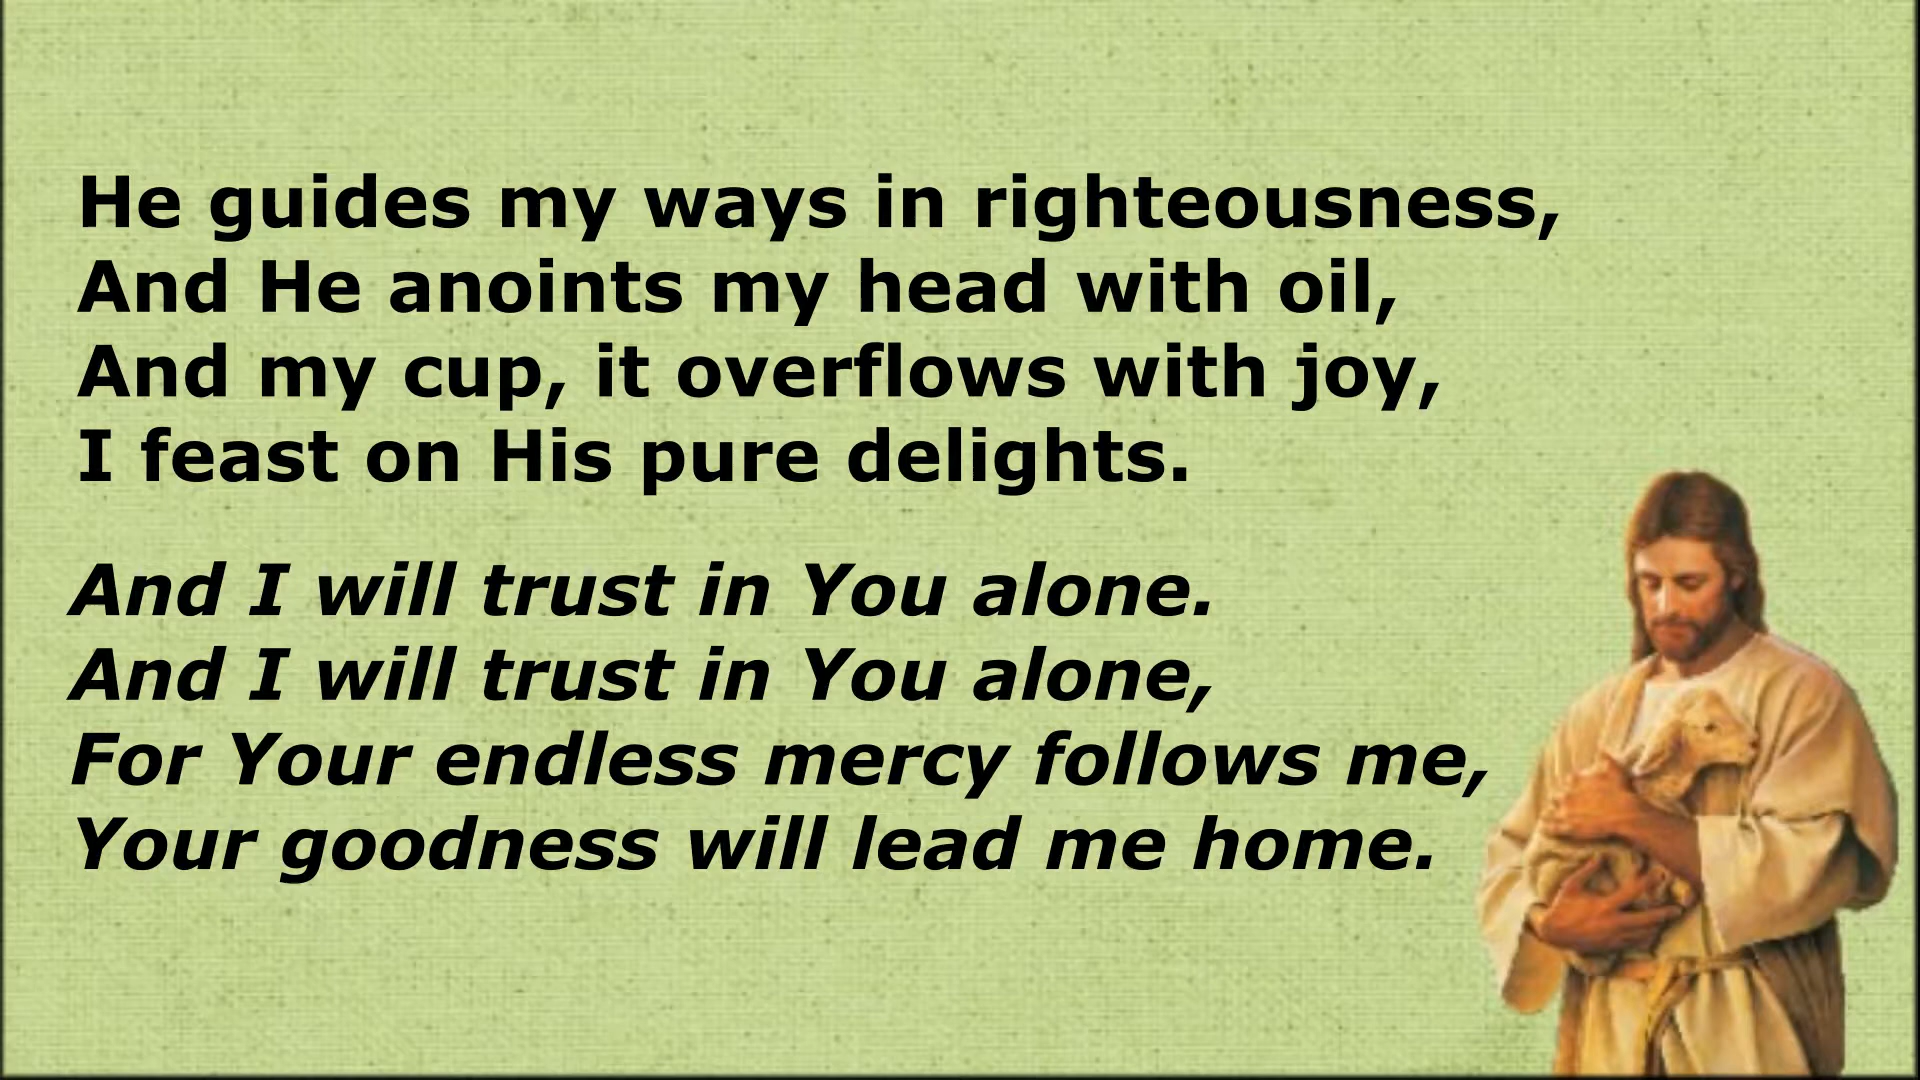 He guides my ways in righteousness,
And He anoints my head with oil,
And my cup, it overflows with joy,
I feast on His pure delights.
And I will trust in You alone.
And I will trust in You alone,
For Your endless mercy follows me,
Your goodness will lead me home.